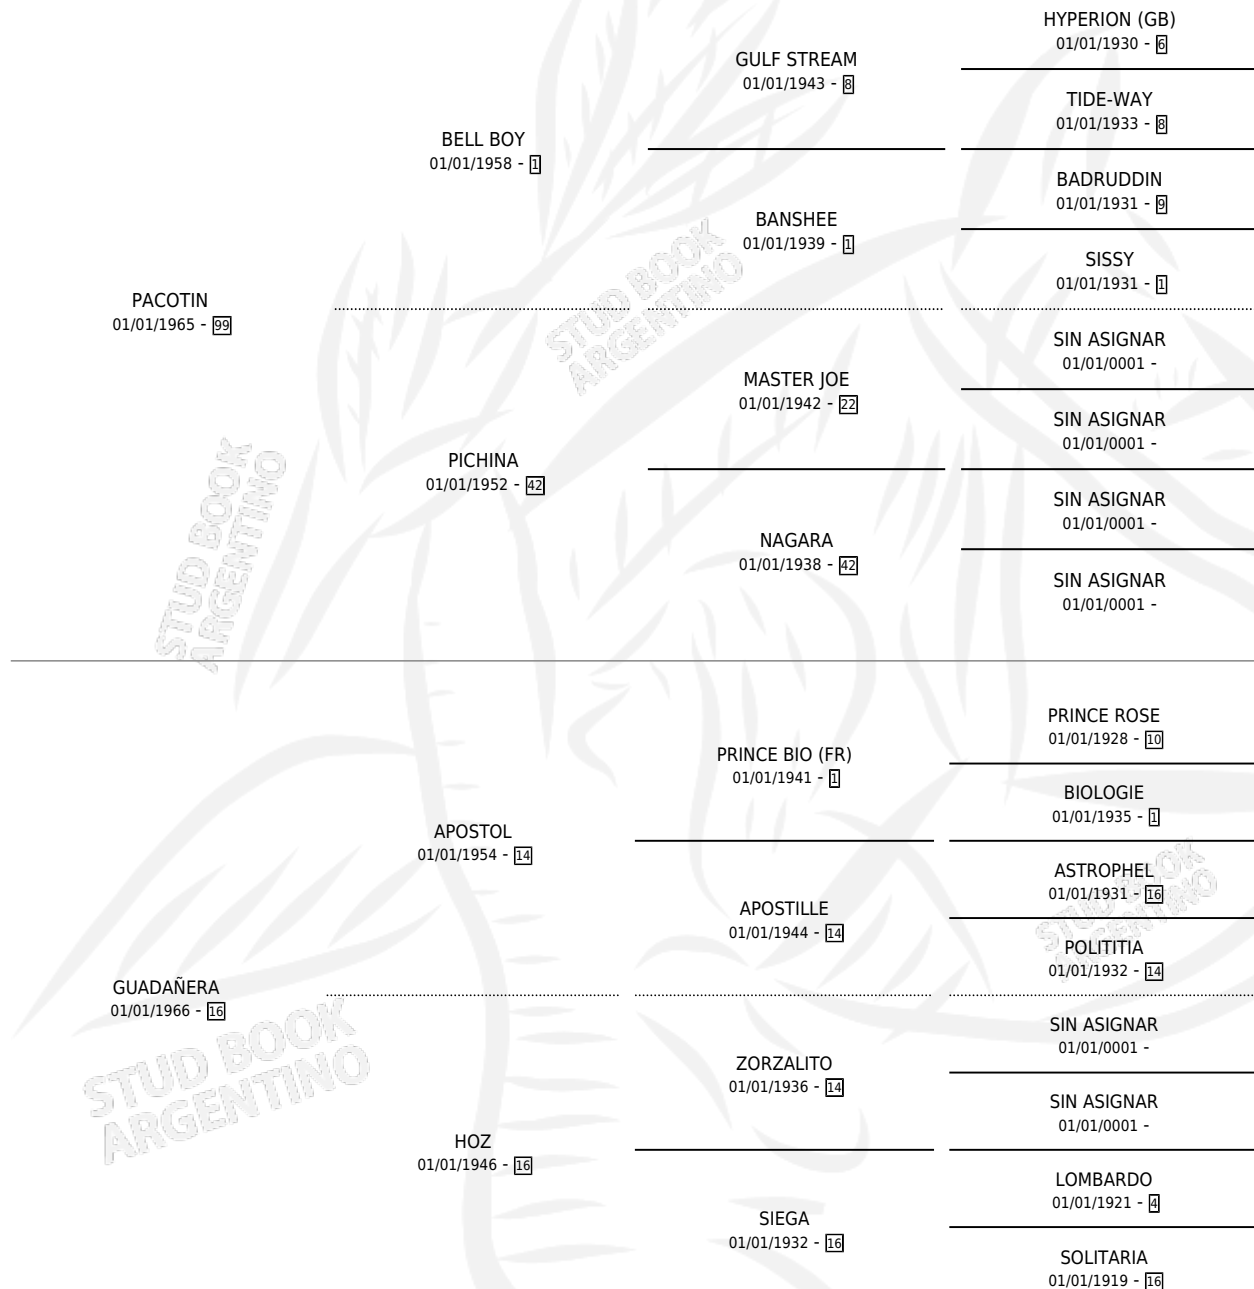 HYPERION (GB)
01/01/1930 - 6
GULF STREAM
01/01/1943 - 8
TIDE-WAY
01/01/1933 - 8
BELL BOY
01/01/1958 - 1
BADRUDDIN
01/01/1931 - 9
BANSHEE
01/01/1939 - 1
SISSY
01/01/1931 - 1
PACOTIN
01/01/1965 - 99
SIN ASIGNAR
01/01/0001 -
MASTER JOE
01/01/1942 - 22
SIN ASIGNAR
01/01/0001 -
PICHINA
01/01/1952 - 42
SIN ASIGNAR
01/01/0001 -
NAGARA
01/01/1938 - 42
SIN ASIGNAR
01/01/0001 -
STUD BOOK
ARGENTINO
STUD BOOK
ARGENTINO
PRINCE ROSE
01/01/1928 - 10
PRINCE BIO (FR)
01/01/1941 - 1
BIOLOGIE
01/01/1935 - 1
APOSTOL
01/01/1954 - 14
ASTROPHEL
01/01/1931 - 16
APOSTILLE
01/01/1944 - 14
POLITITIA
01/01/1932 - 14
GUADAÑERA
01/01/1966 - 16
SIN ASIGNAR
01/01/0001 -
ZORZALITO
01/01/1936 - 14
SIN ASIGNAR
01/01/0001 -
HOZ
01/01/1946 - 16
LOMBARDO
01/01/1921 - 4
SIEGA
01/01/1932 - 16
SOLITARIA
01/01/1919 - 16
STUD BOOK
ARGENTINO
STUD BOOK
ARGENTINO